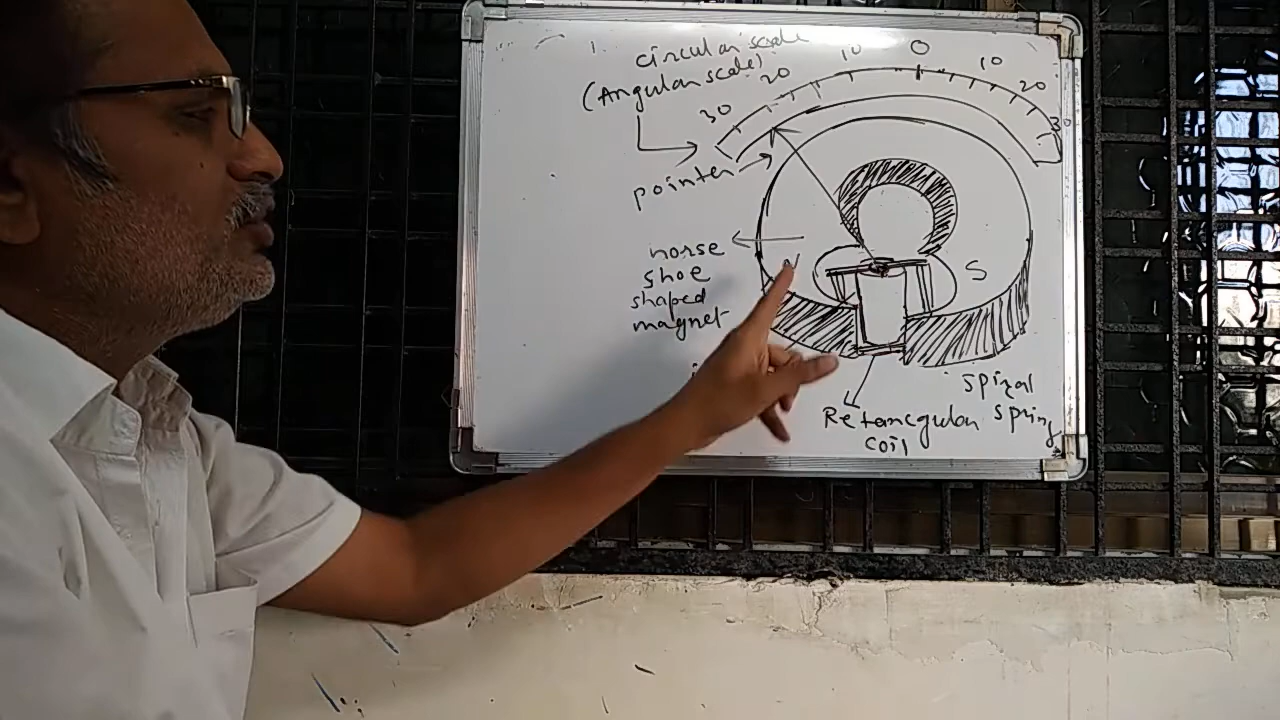 circular scale
(Angular scale)
30
20
10
0
10
20
30
pointer
horse
shoe
shaped
magnet
N
S
spiral
spring
Retancgular
coil